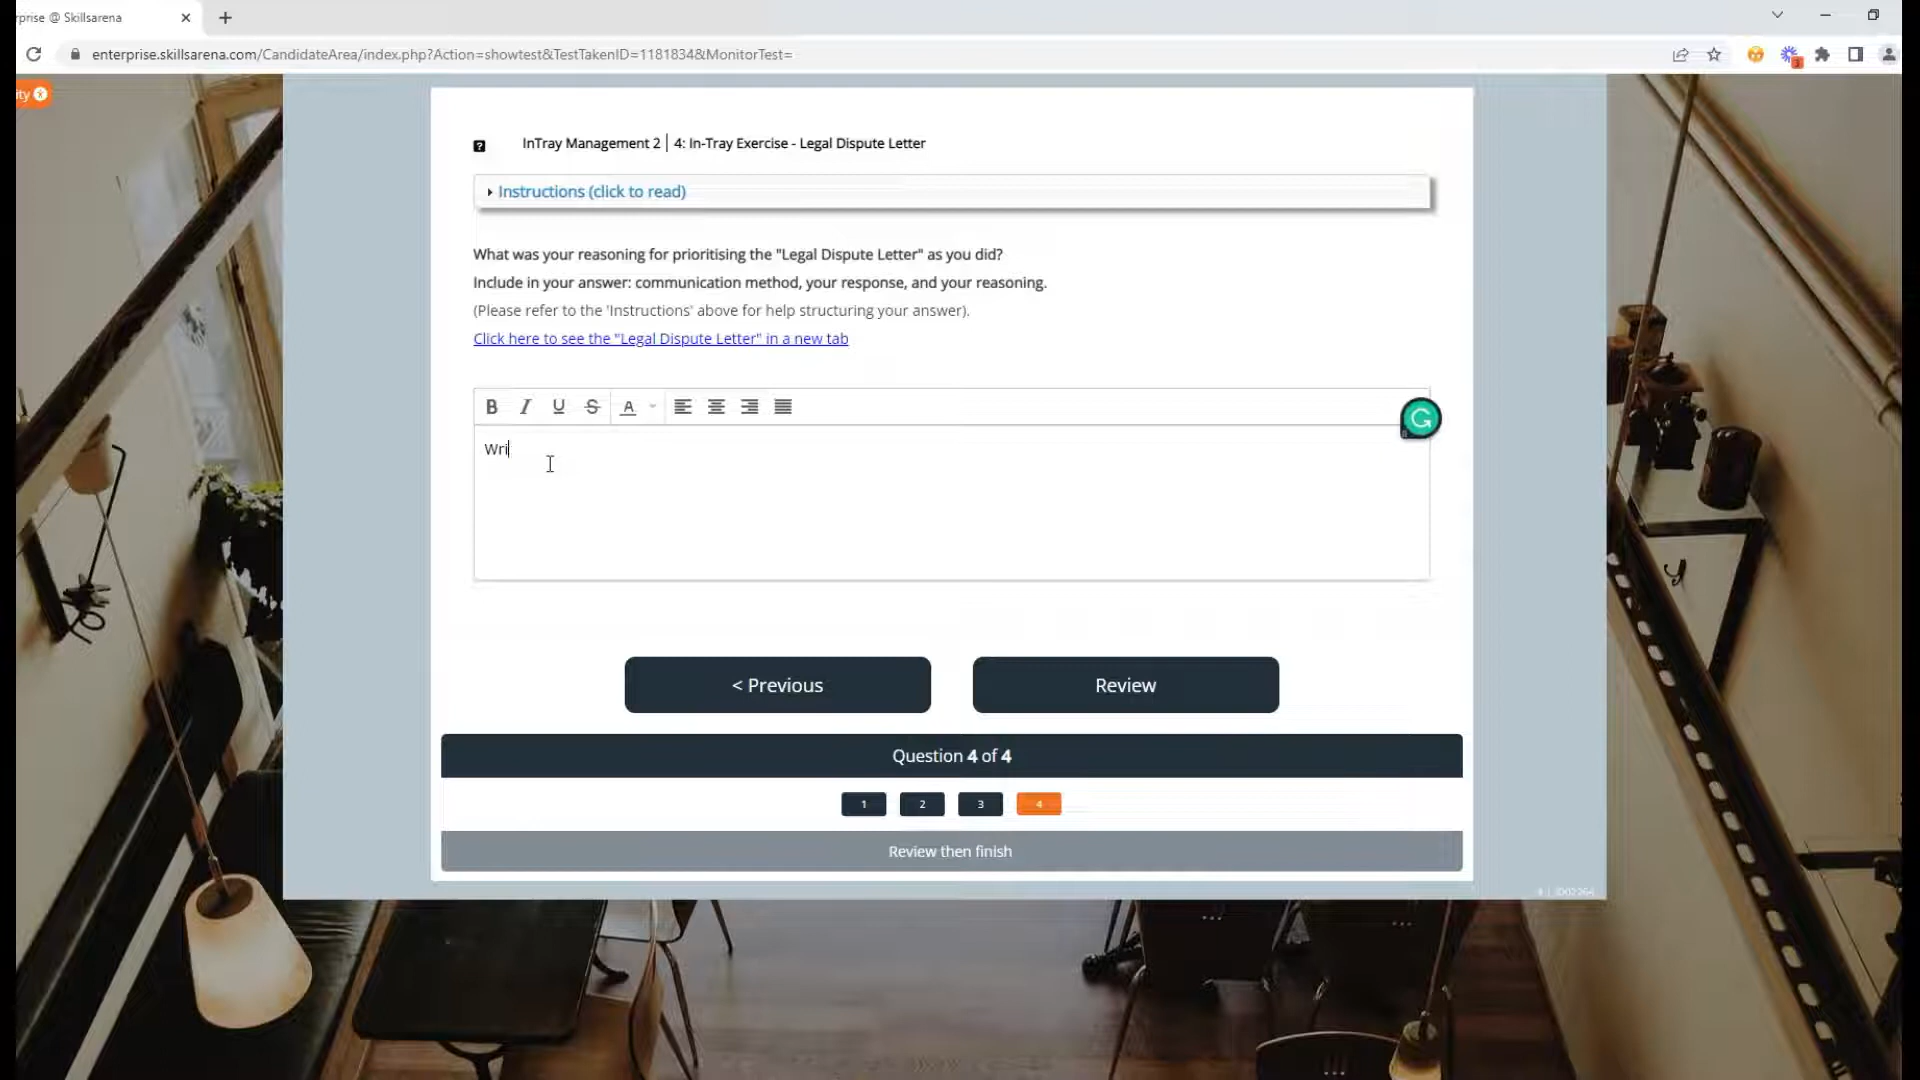 rprise @ Skillsarena
enterprise.skillsarena.com/CandidateArea/index.php?Action=showtest&TestTakenID=1181834&MonitorTest=
ity
InTray Management 2 | 4: In-Tray Exercise - Legal Dispute Letter
Instructions (click to read)
What was your reasoning for prioritising the "Legal Dispute Letter" as you did?
Include in your answer: communication method, your response, and your reasoning.
(Please refer to the 'Instructions' above for help structuring your answer).
Click here to see the "Legal Dispute Letter" in a new tab
B I U S A
Wri
< Previous
Review
Question 4 of 4
1 2 3 4
Review then finish